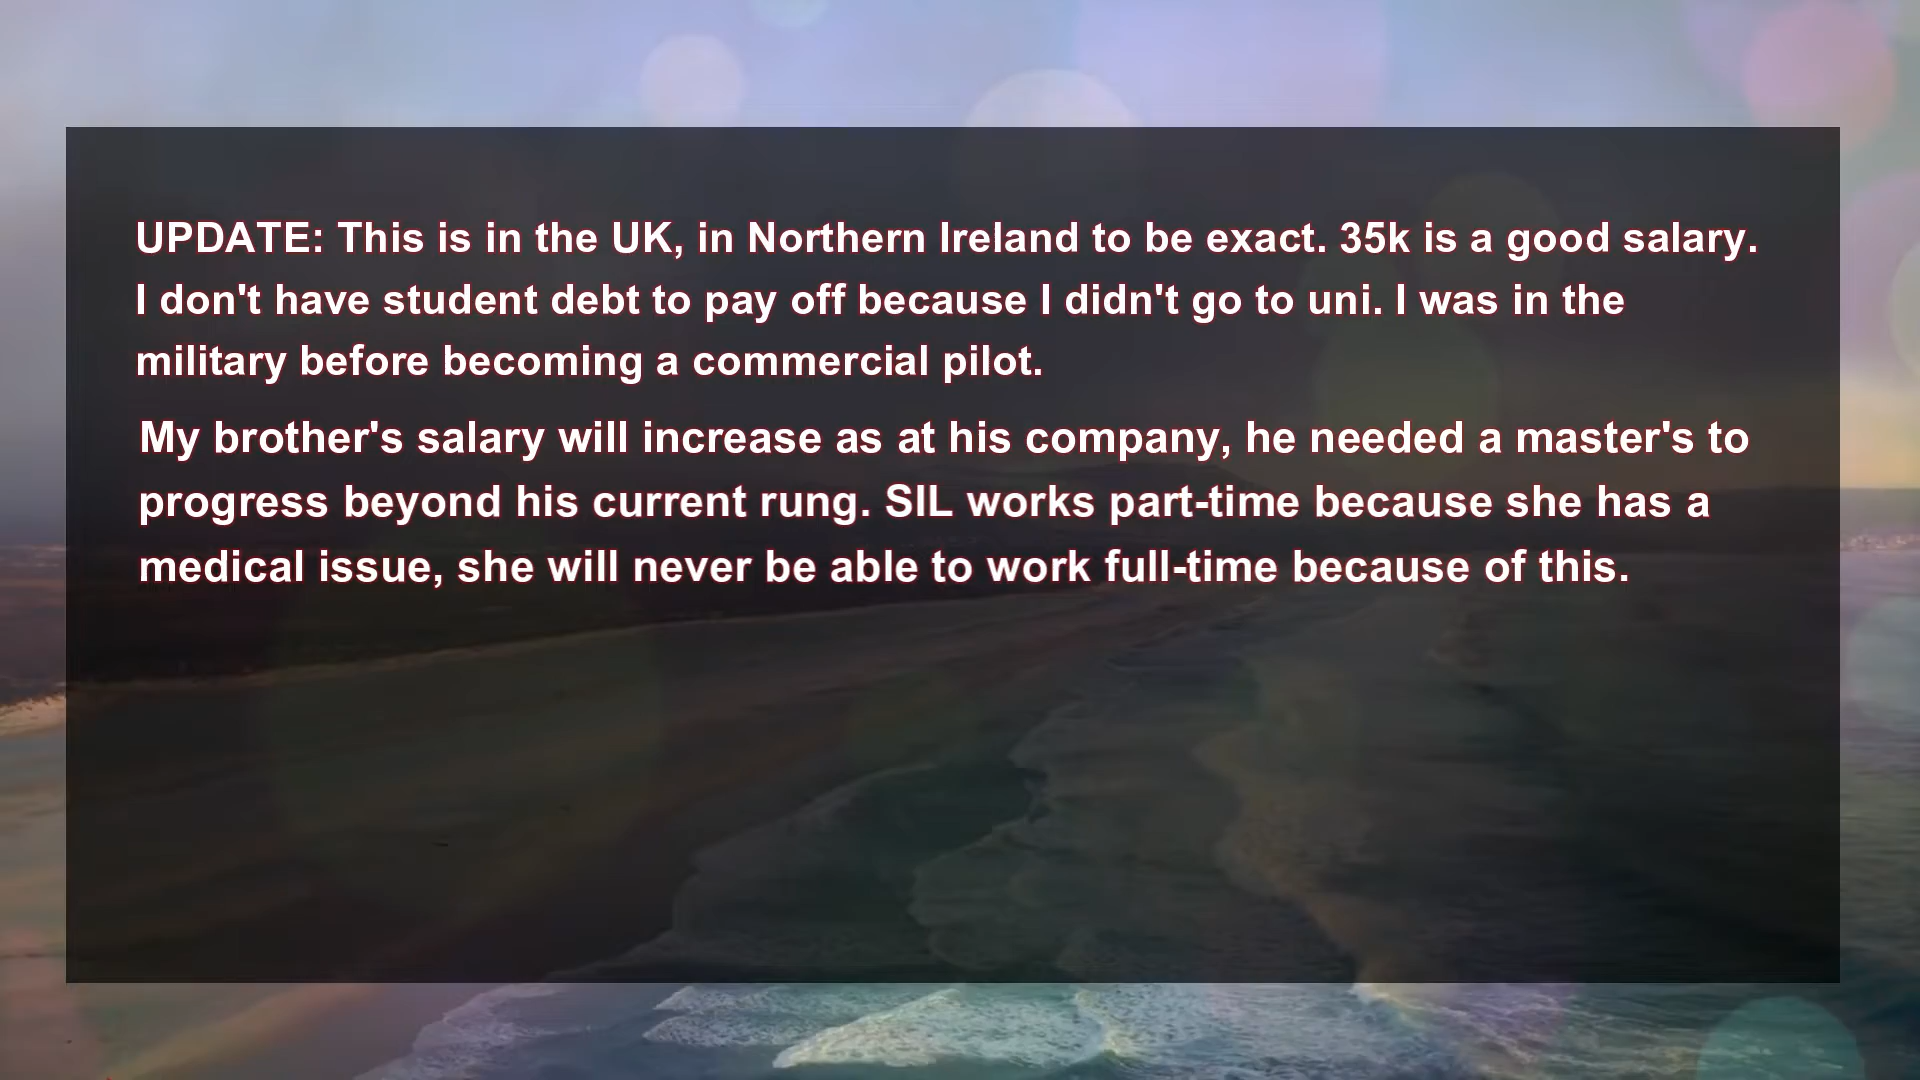 UPDATE: This is in the UK, in Northern Ireland to be exact. 35k is a good salary.
I don't have student debt to pay off because I didn't go to uni. I was in the
military before becoming a commercial pilot.
My brother's salary will increase as at his company, he needed a master's to
progress beyond his current rung. SIL works part-time because she has a
medical issue, she will never be able to work full-time because of this.